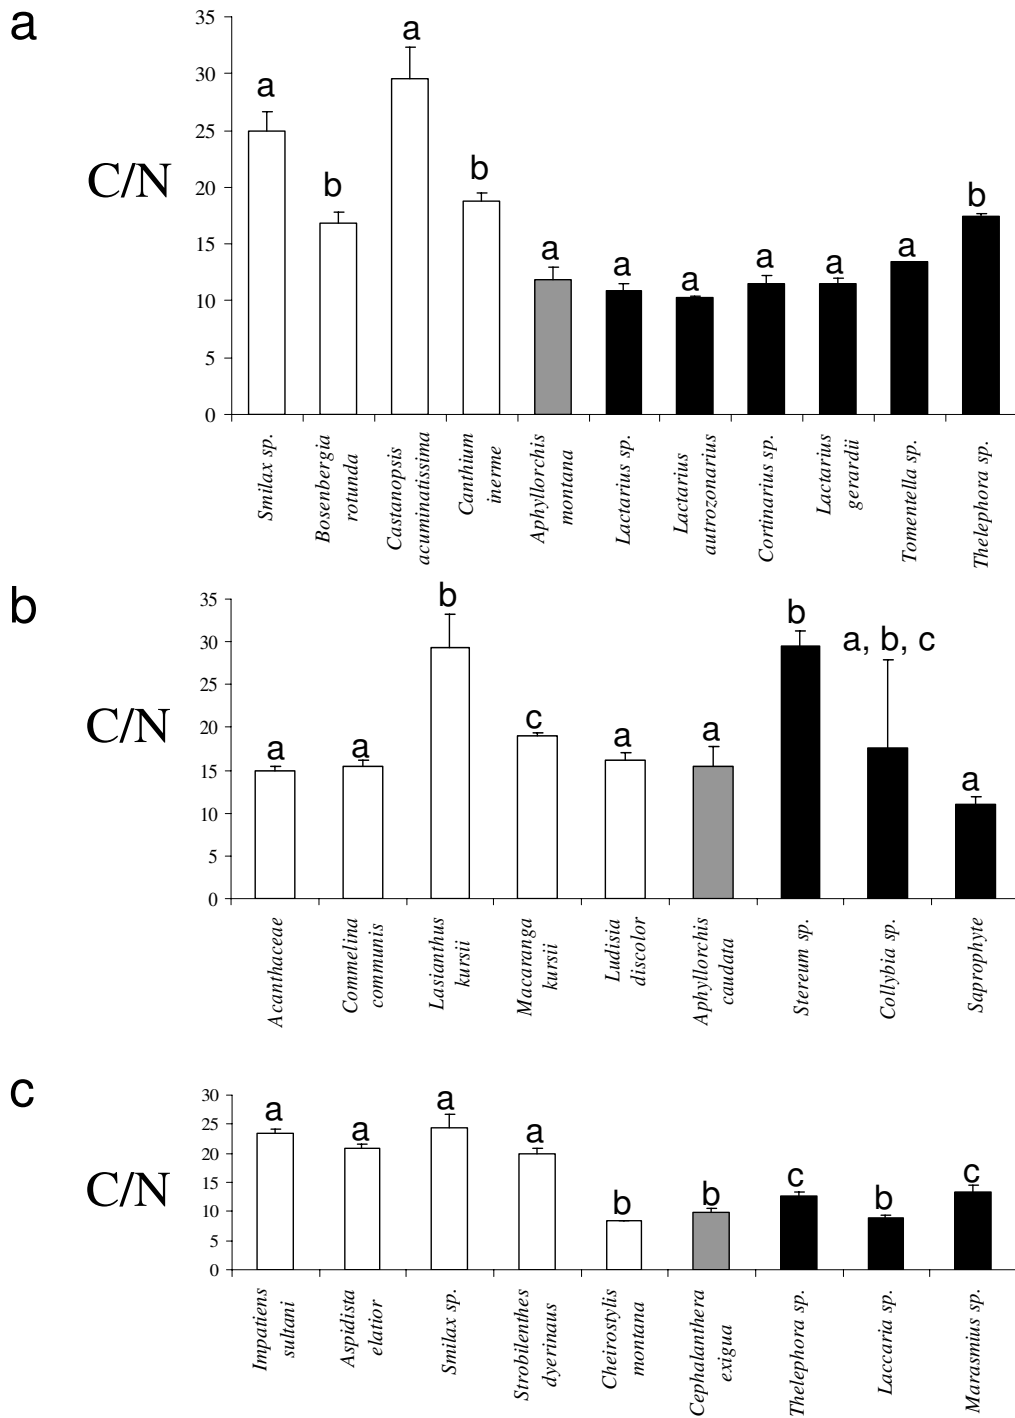 a
C/N
35
30
25
20
15
10
5
0
a
b
a
b
a
a
a
a
a
a
b
Smilax sp.
Bosenbergia
rotunda
Castanopsis
acuminatissima
Canthium
inerme
Aphyllorchis
montana
Lactarius sp.
Lactarius
autrozonarius
Cortinarius sp.
Lactarius
gerardii
Tomentella sp.
Thelephora sp.
b
C/N
35
30
25
20
15
10
5
0
a
a
b
c
a
a
b
a, b, c
a
Acanhaceae
Commelina
communis
Lasianthus
kursii
Macaranga
kursii
Ludisia
discolor
Aphyllorchis
caudata
Stereum sp.
Collybia sp.
Saprophyte
c
C/N
30
25
20
15
10
5
0
a
a
a
a
b
b
c
b
c
Impatiens
suhani
Aspidista
elatior
Smilax sp.
Strobilenthes
dyerinaus
Cheirostylis
montana
Cephalanthera
exigua
Thelephora sp.
Laccaria sp.
Marasmius sp.